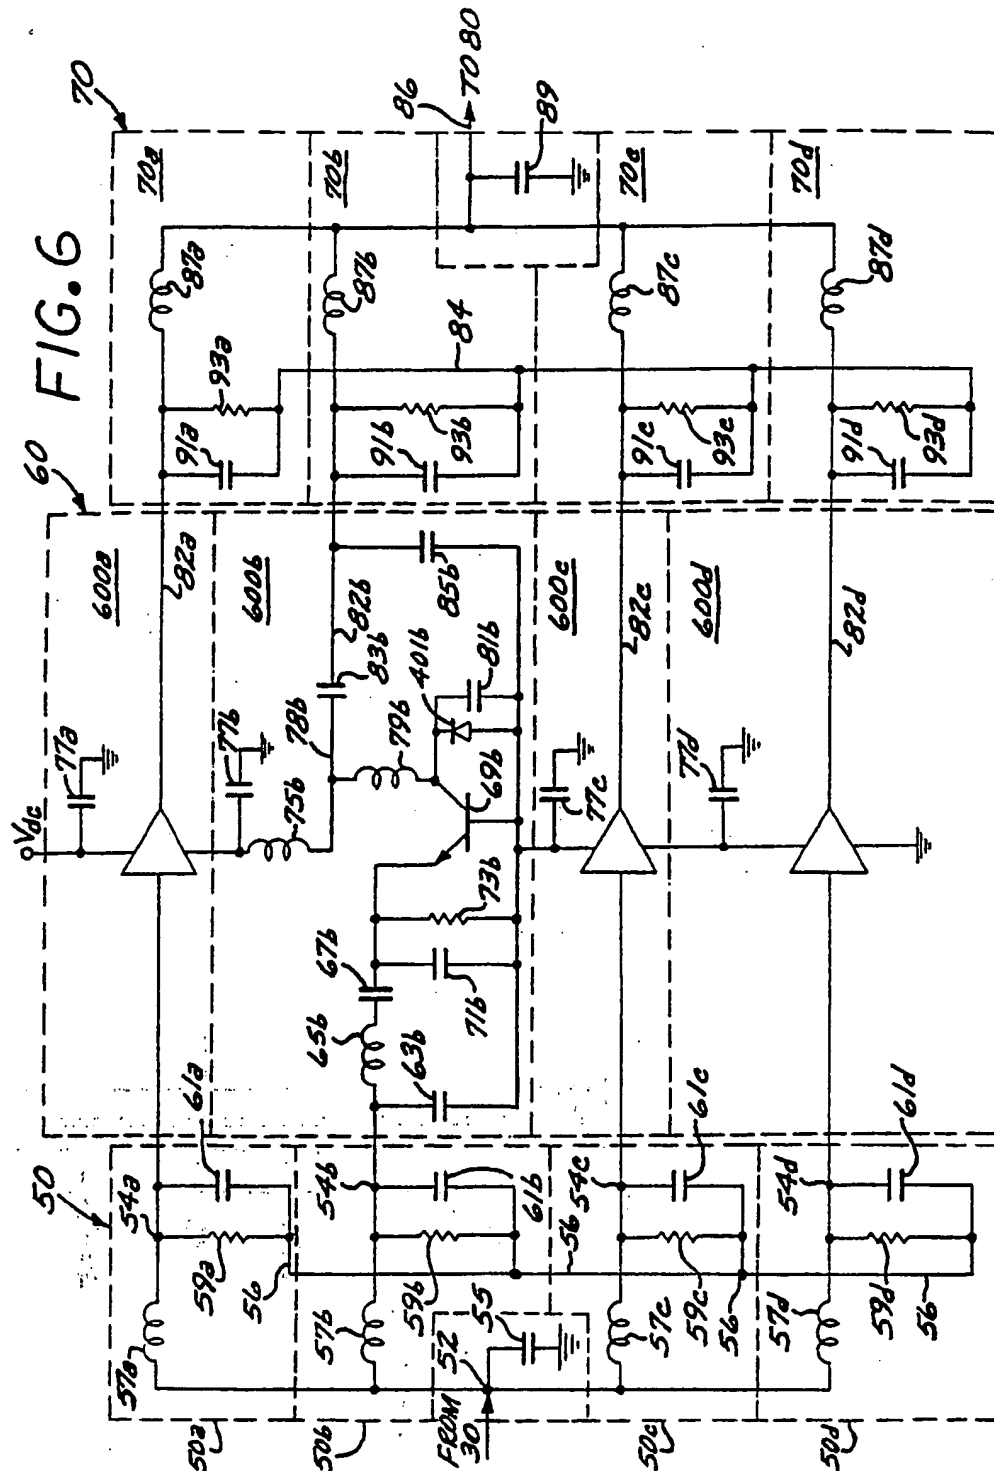 FIG. 6
70
60
50
Vdc
77a
600a
82a
70a
87a
93a
91a
54a
61a
59a
57a
56
50a
600b
77b
75b
78b
83b
82b
79b
401b
81b
85b
69b
73b
67b
65b
71b
63b
70b
87b
84
91b
93b
86
TO 80
89
54b
61b
59b
57b
56
52
55
FROM
30
50b
600c
77c
82c
70c
87c
91c
93c
54c
61c
59c
57c
56
50c
600d
77d
82d
70d
87d
91d
93d
54d
61d
59d
57d
56
50d